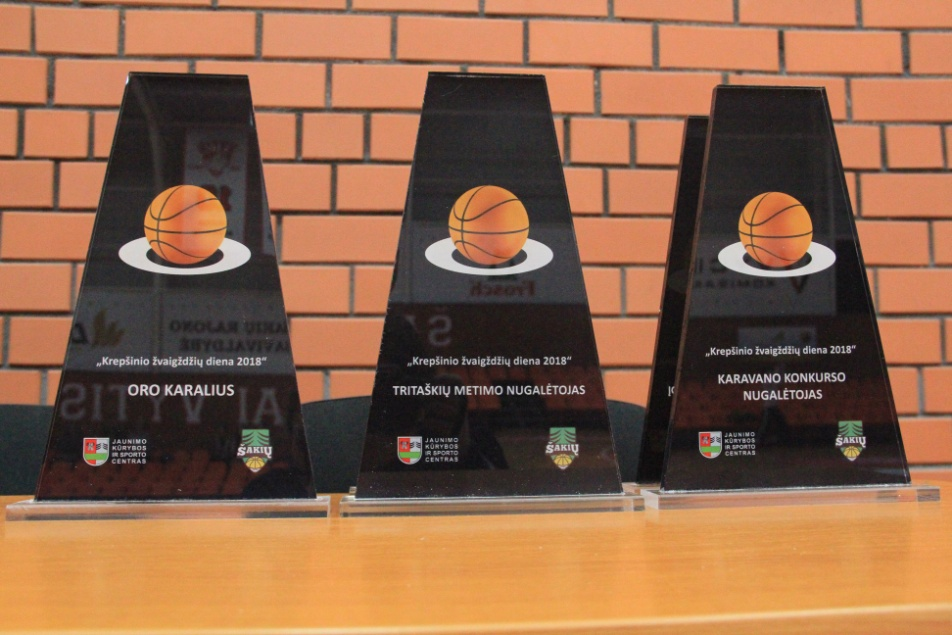 „Krepšinio žvaigždžių diena 2018“
ORO KARALIUS
JAUNIMO
KŪRYBOS
IR SPORTO
CENTRAS
ŠAKIŲ
„Krepšinio žvaigždžių diena 2018“
TRITAŠKIŲ METIMO NUGALĖTOJAS
JAUNIMO
KŪRYBOS
IR SPORTO
CENTRAS
ŠAKIŲ
„Krepšinio žvaigždžių diena 2018“
KARAVANO KONKURSO
NUGALĖTOJAS
JAUNIMO
KŪRYBOS
IR SPORTO
CENTRAS
ŠAKIŲ